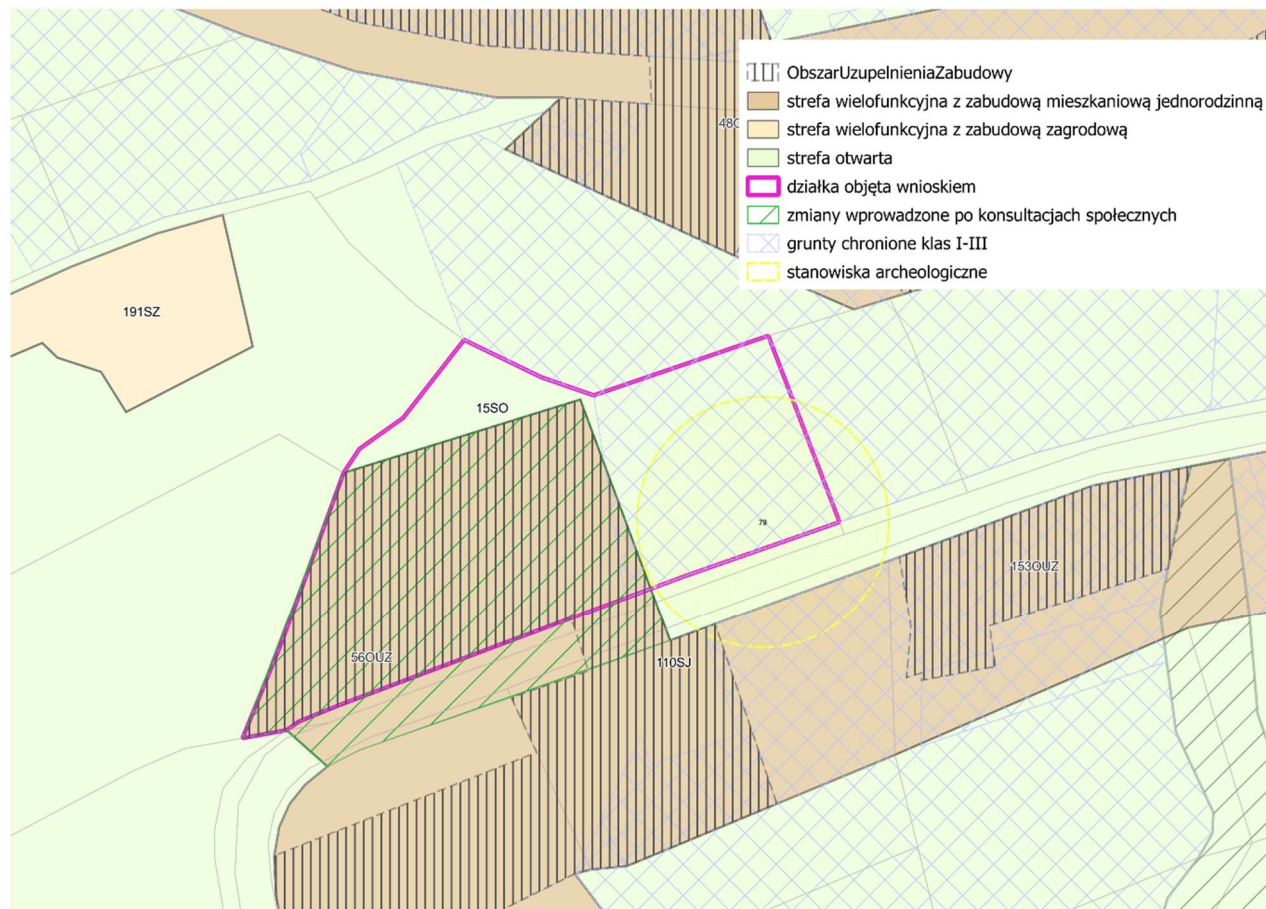 ObszarUzupelnieniaZabudowy
strefa wielofunkcyjna z zabudową mieszkaniową jednorodzinną
strefa wielofunkcyjna z zabudową zagrodową
strefa otwarta
działka objęta wnioskiem
zmiany wprowadzone po konsultacjach społecznych
grunty chronione klas I-III
stanowiska archeologiczne
191SZ
15SO
79
153OUZ
56OUZ
110SJ